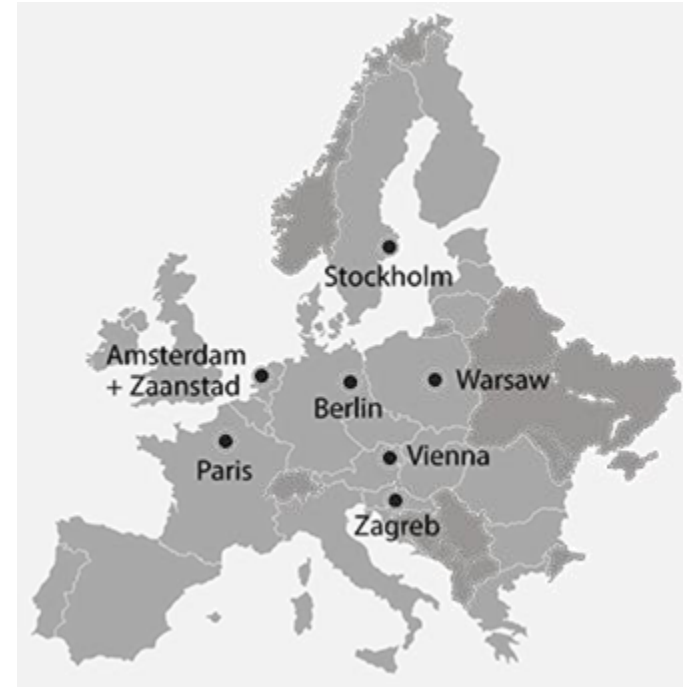 Stockholm
Amsterdam
+ Zaanstad
Berlin
Warsaw
Paris
Vienna
Zagreb